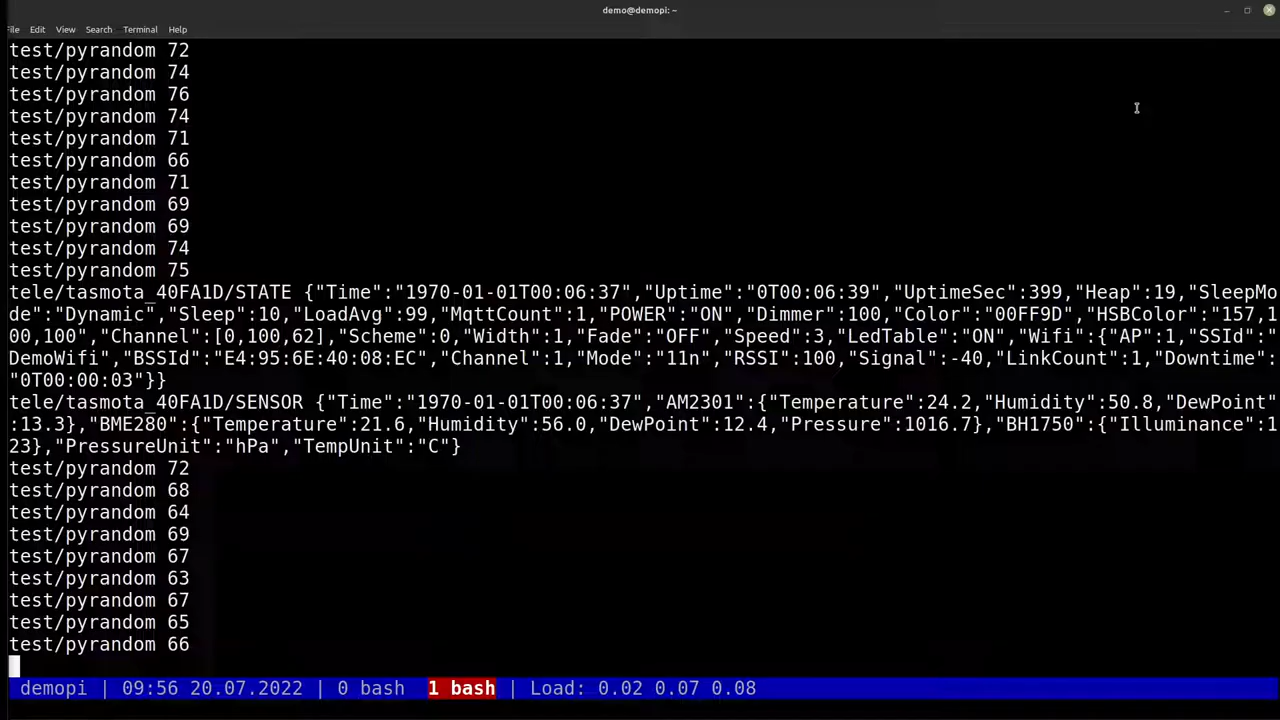 demo@demopi: ~
File Edit View Search Terminal Help
test/pyrandom 72
test/pyrandom 74
test/pyrandom 76
test/pyrandom 74
test/pyrandom 71
test/pyrandom 66
test/pyrandom 71
test/pyrandom 69
test/pyrandom 69
test/pyrandom 74
test/pyrandom 75
tele/tasmota_40FA1D/STATE {"Time":"1970-01-01T00:06:37","Uptime":"0T00:06:39","UptimeSec":399,"Heap":19,"SleepMo
de":"Dynamic","Sleep":10,"LoadAvg":99,"MqttCount":1,"POWER":"ON","Dimmer":100,"Color":"00FF9D","HSBColor":"157,1
00,100","Channel":[0,100,62],"Scheme":0,"Width":1,"Fade":"OFF","Speed":3,"LedTable":"ON","Wifi":{"AP":1,"SSId":"
DemoWifi","BSSId":"E4:95:6E:40:08:EC","Channel":1,"Mode":"11n","RSSI":100,"Signal":-40,"LinkCount":1,"Downtime":
"0T00:00:03"}}
tele/tasmota_40FA1D/SENSOR {"Time":"1970-01-01T00:06:37","AM2301":{"Temperature":24.2,"Humidity":50.8,"DewPoint"
:13.3},"BME280":{"Temperature":21.6,"Humidity":56.0,"DewPoint":12.4,"Pressure":1016.7},"BH1750":{"Illuminance":1
23},"PressureUnit":"hPa","TempUnit":"C"}
test/pyrandom 72
test/pyrandom 68
test/pyrandom 64
test/pyrandom 69
test/pyrandom 67
test/pyrandom 63
test/pyrandom 67
test/pyrandom 65
test/pyrandom 66
demopi | 09:56 20.07.2022 | 0 bash 1 bash | Load: 0.02 0.07 0.08